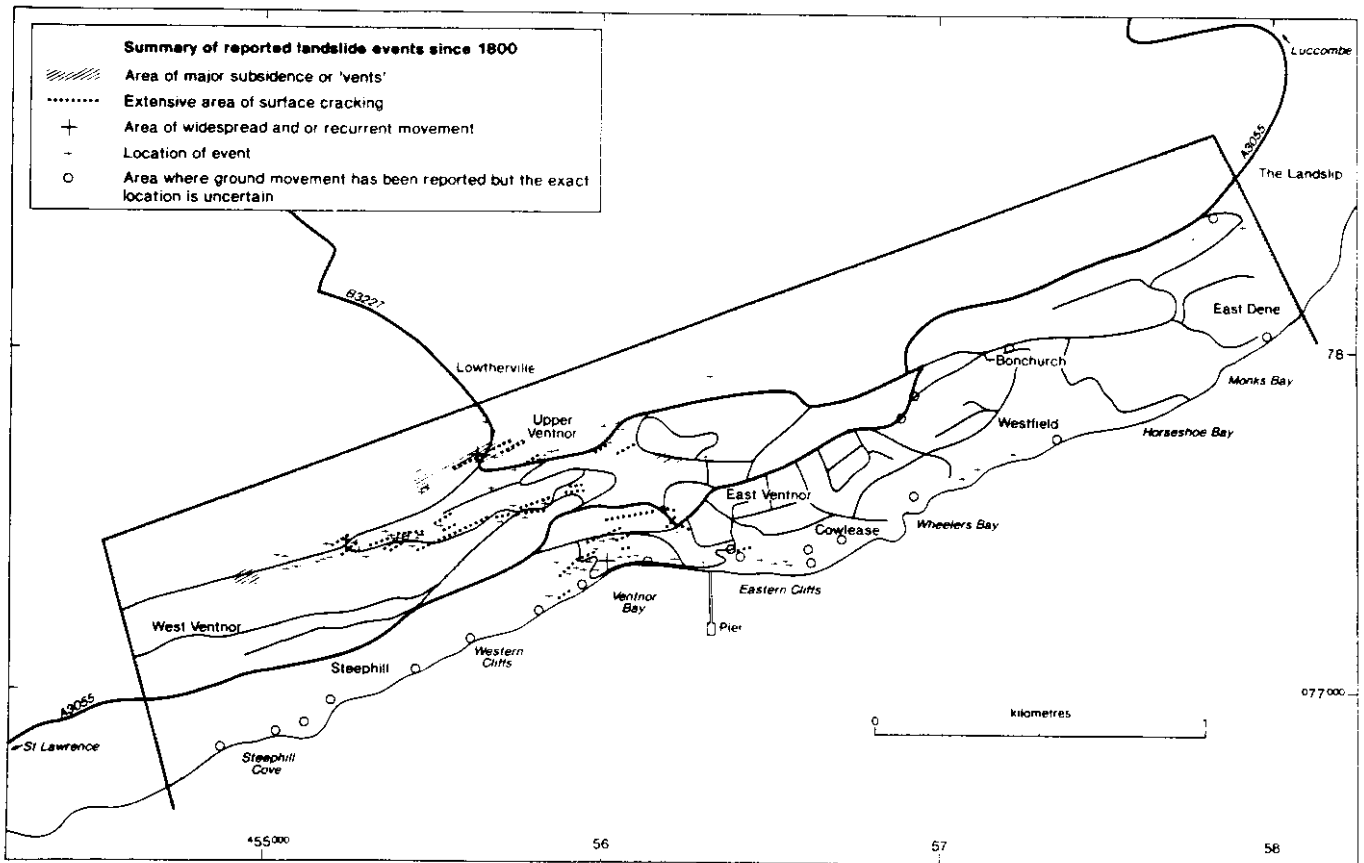 Summary of reported landslide events since 1800
Area of major subsidence or 'vents'
Extensive area of surface cracking
Area of widespread and or recurrent movement
Location of event
Area where ground movement has been reported but the exact
location is uncertain
Luccombe
A3055
The Landslip
B3227
East Dene
78
Lowtherville
Bonchurch
Monks Bay
Upper
Ventnor
Westfield
Horseshoe Bay
East Ventnor
Cowlease
Wheelers Bay
Eastern Cliffs
Ventnor
Bay
West Ventnor
Pier
Western
Cliffs
Steephill
A3055
077000
kilometres
0
1
St Lawrence
Steephill
Cove
455000
56
57
58